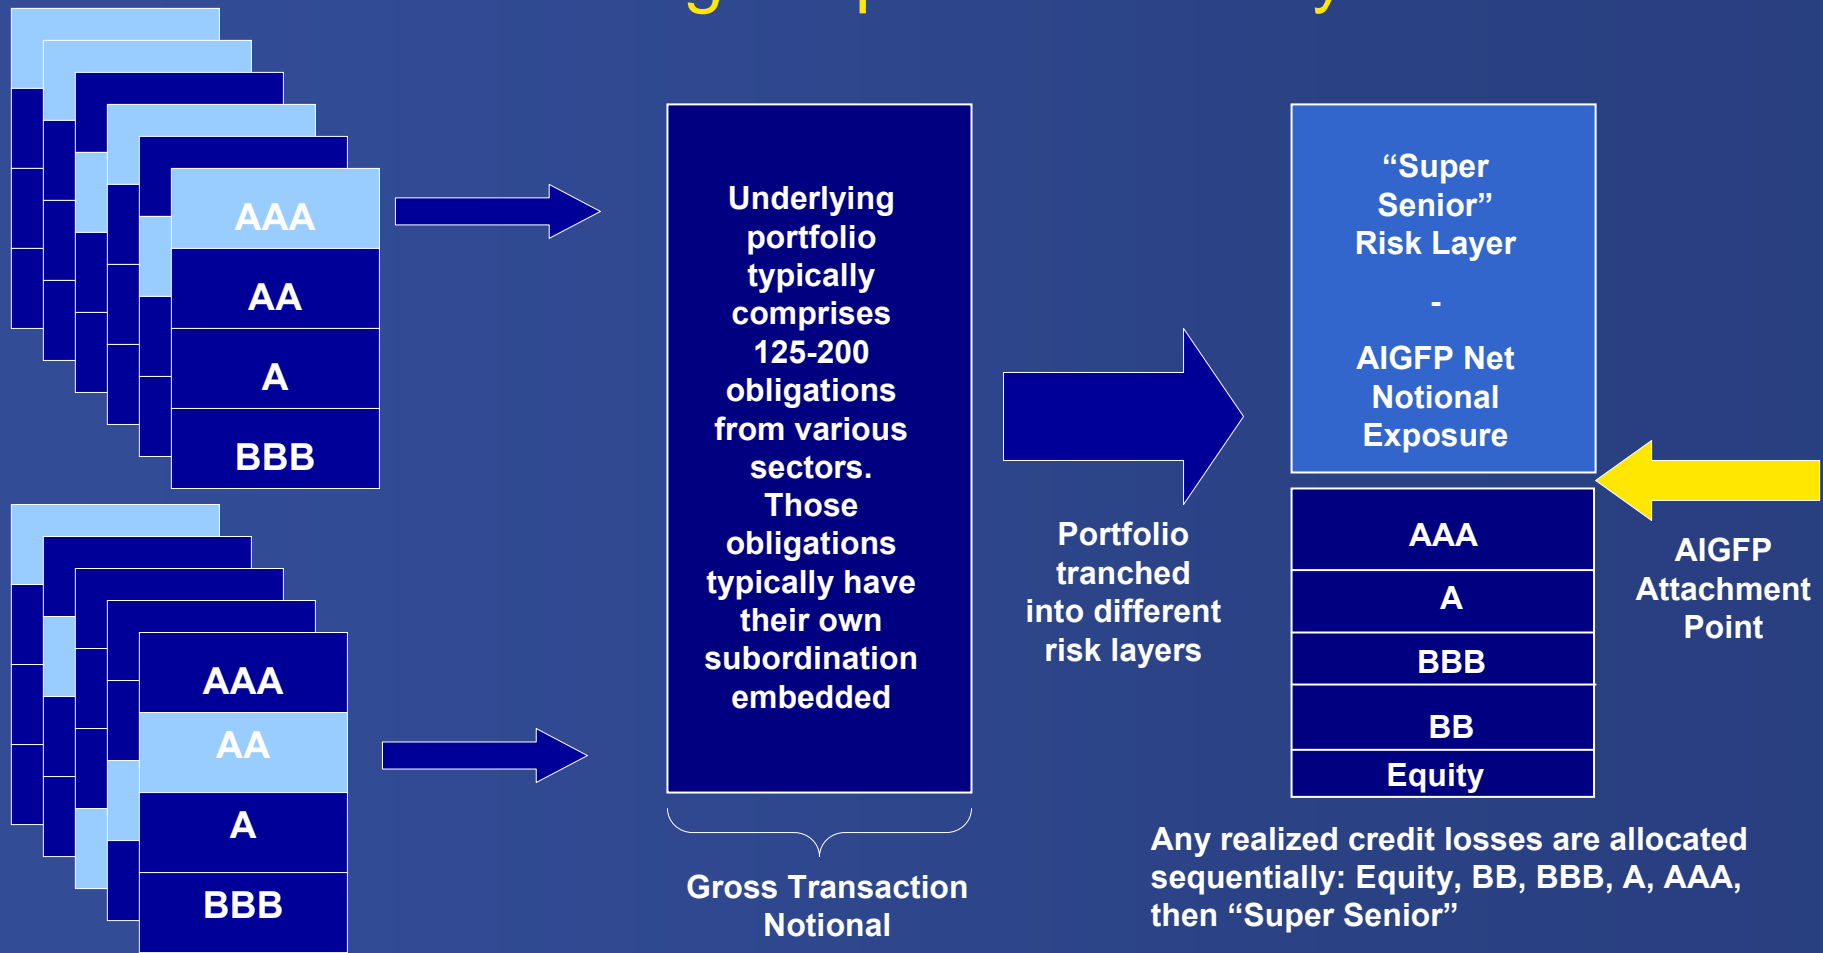 AAA
AA
A
BBB
AAA
AA
A
BBB
Underlying
portfolio
typically
comprises
125-200
obligations
from various
sectors.
Those
obligations
typically have
their own
subordination
embedded
Gross Transaction
Notional
Portfolio
tranched
into different
risk layers
“Super
Senior”
Risk Layer
-
AIGFP Net
Notional
Exposure
AAA
A
BBB
BB
Equity
AIGFP
Attachment
Point
Any realized credit losses are allocated
sequentially: Equity, BB, BBB, A, AAA,
then “Super Senior”